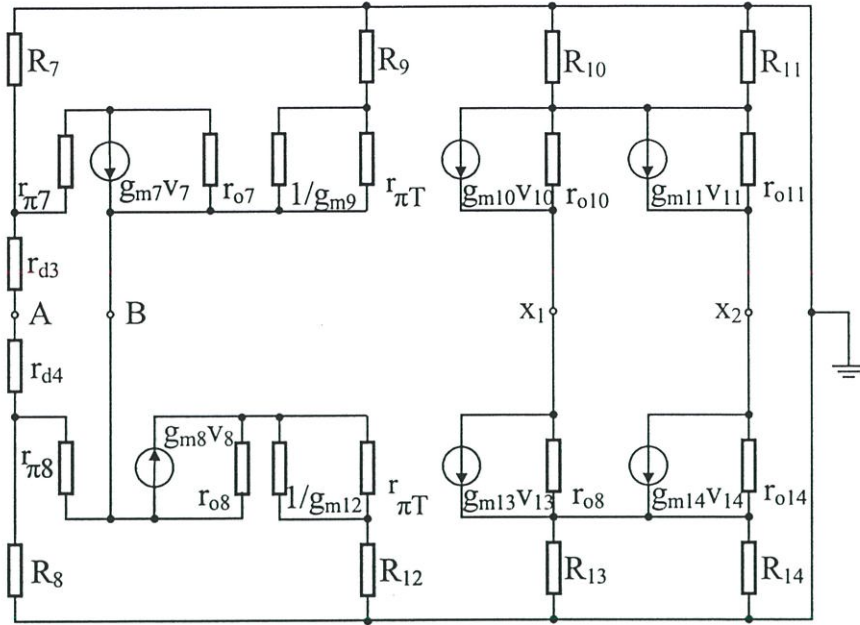 R7 R9 R10 R11
rπ7 gm7v7 ro7 1/gm9 rπT gm10v10 ro10 gm11v11 ro11
rd3
A B x1 x2
rd4
rπ8 gm8v8 ro8 1/gm12 rπT gm13v13 ro8 gm14v14 ro14
R8 R12 R13 R14